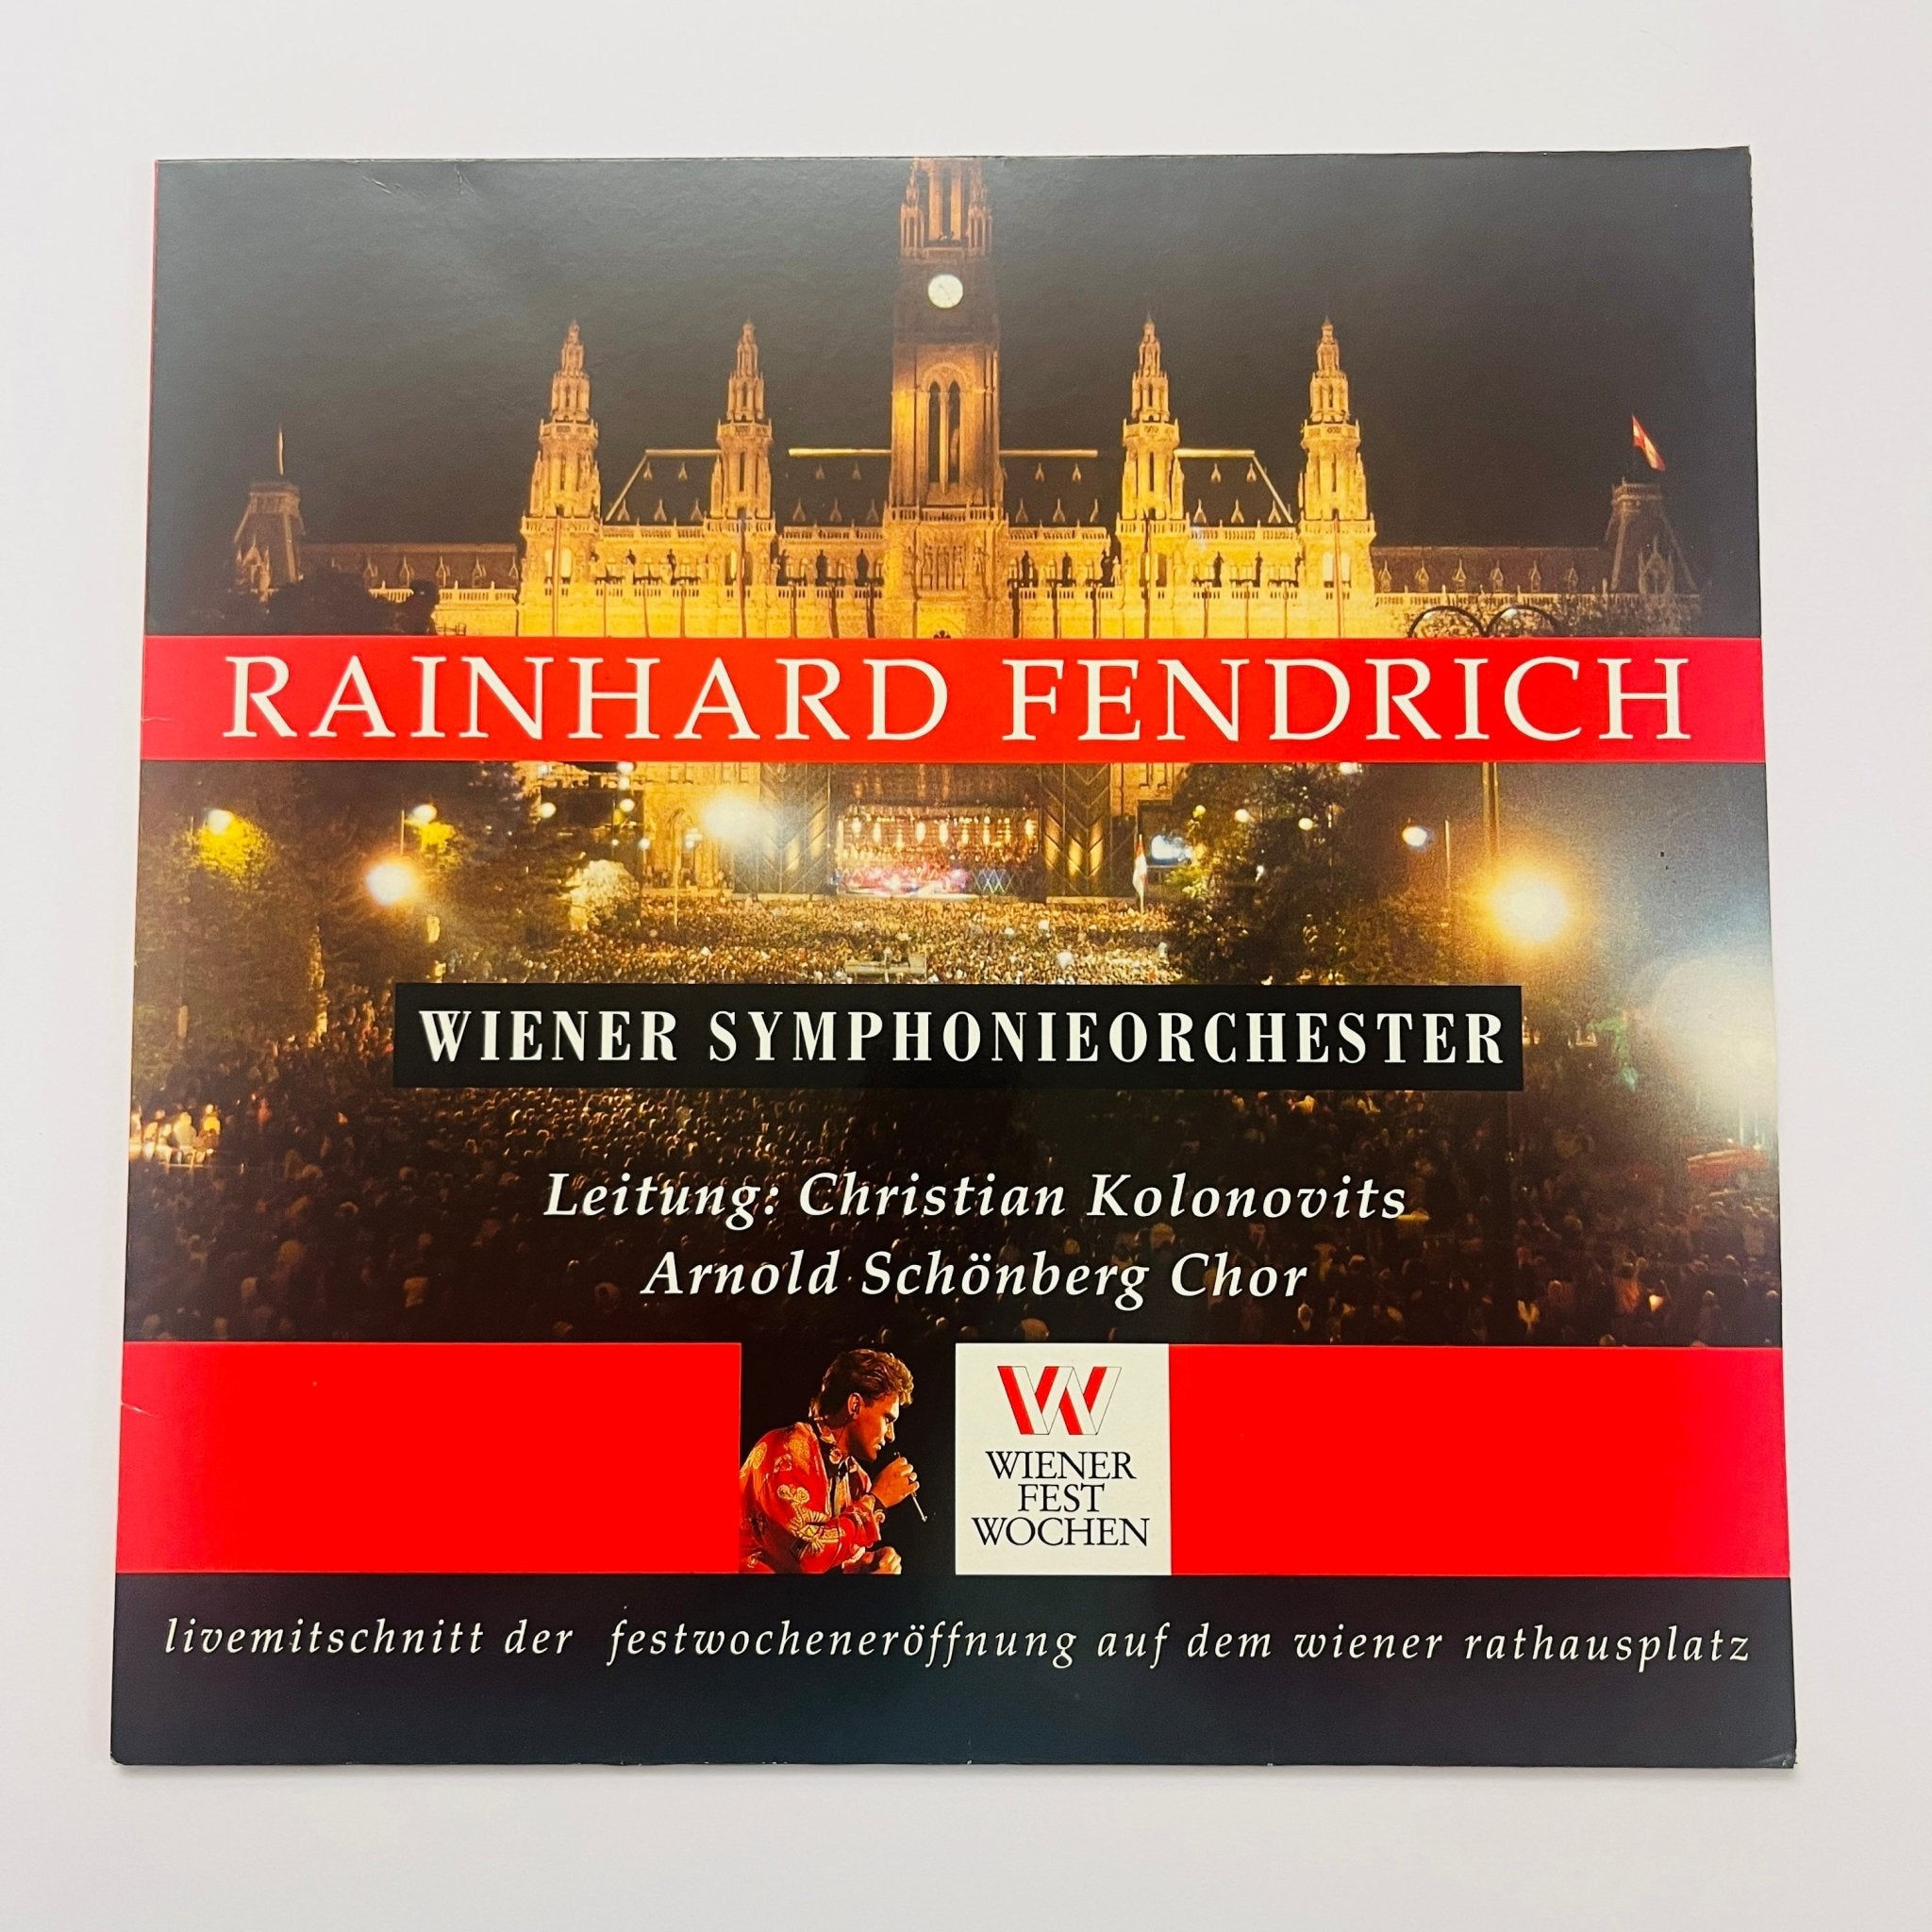 RAINHARD FENDRICH
WIENER SYMPHONIEORCHESTER
Leitung: Christian Kolonovits
Arnold Schönberg Chor
W
WIENER
FEST
WOCHEN
livemitschnitt der festwocheneröffnung auf dem wiener rathausplatz